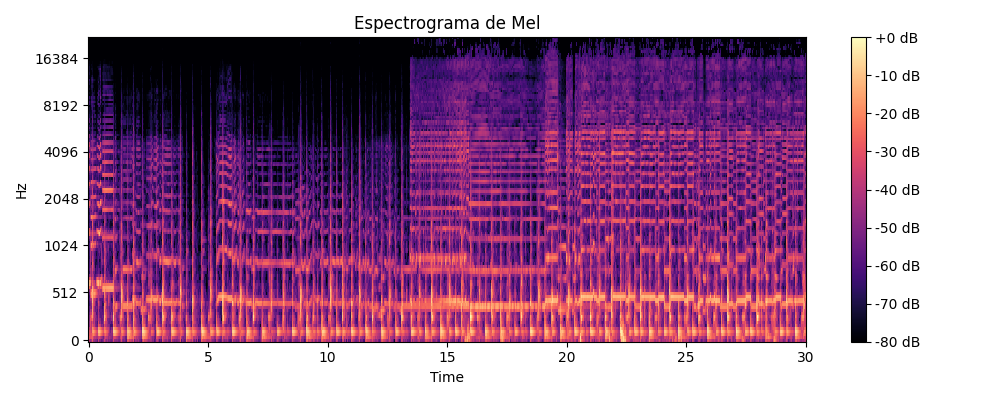 Espectrograma de Mel
Hz
16384
8192
4096
2048
1024
512
0
0 5 10 15 20 25 30
Time
+0 dB
-10 dB
-20 dB
-30 dB
-40 dB
-50 dB
-60 dB
-70 dB
-80 dB